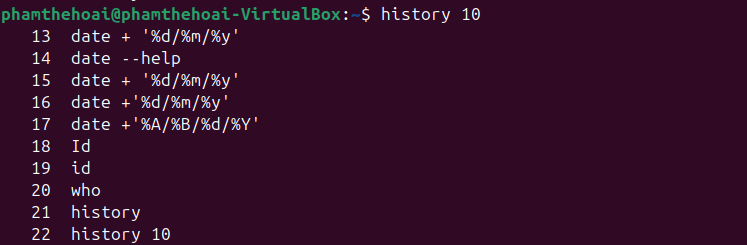 phamthehoai@phamthehoai-VirtualBox:~$ history 10
13 date + '%d/%m/%y'
14 date --help
15 date + '%d/%m/%y'
16 date +'%d/%m/%y'
17 date +'%A/%B/%d/%Y'
18 Id
19 id
20 who
21 history
22 history 10